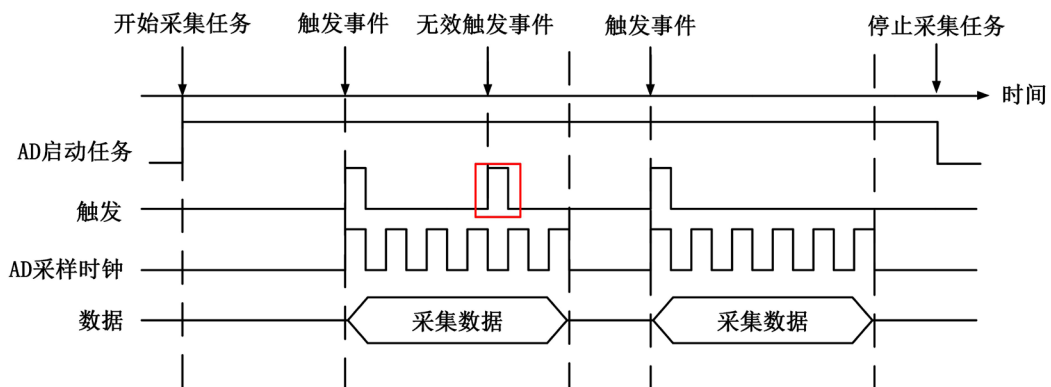 开始采集任务 触发事件 无效触发事件 触发事件 停止采集任务
时间
AD启动任务
触发
AD采样时钟
数据 采集数据 采集数据